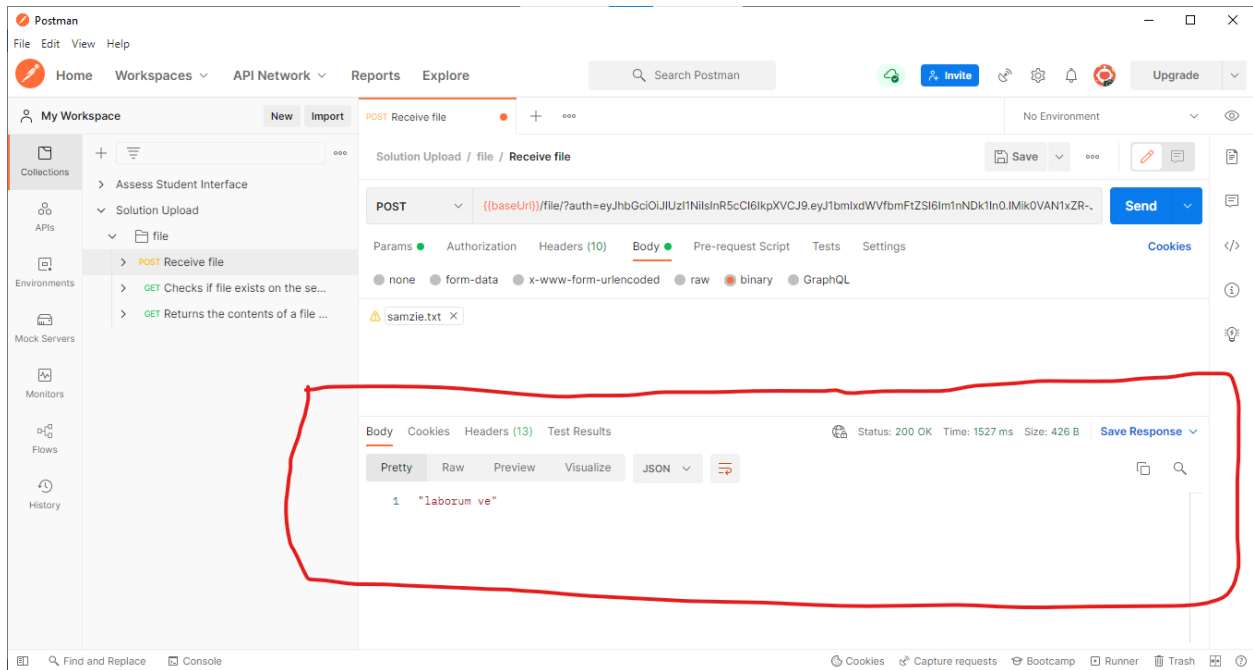 Postman
File Edit View Help
Home Workspaces API Network Reports Explore Search Postman Invite Upgrade
My Workspace New Import POST Receive file No Environment
Collections
APIs
Environments
Mock Servers
Monitors
Flows
History
Assess Student Interface
Solution Upload
file
POST Receive file
GET Checks if file exists on the se...
GET Returns the contents of a file ...
Solution Upload / file / Receive file Save
POST Send
Params Authorization Headers (10) Body Pre-request Script Tests Settings Cookies
none form-data x-www-form-urlencoded raw binary GraphQL
samzie.txt
Body Cookies Headers (13) Test Results Status: 200 OK Time: 1527 ms Size: 426 B Save Response
Pretty Raw Preview Visualize JSON
1 "laborum ve"
Find and Replace Console Cookies Capture requests Bootcamp Runner Trash